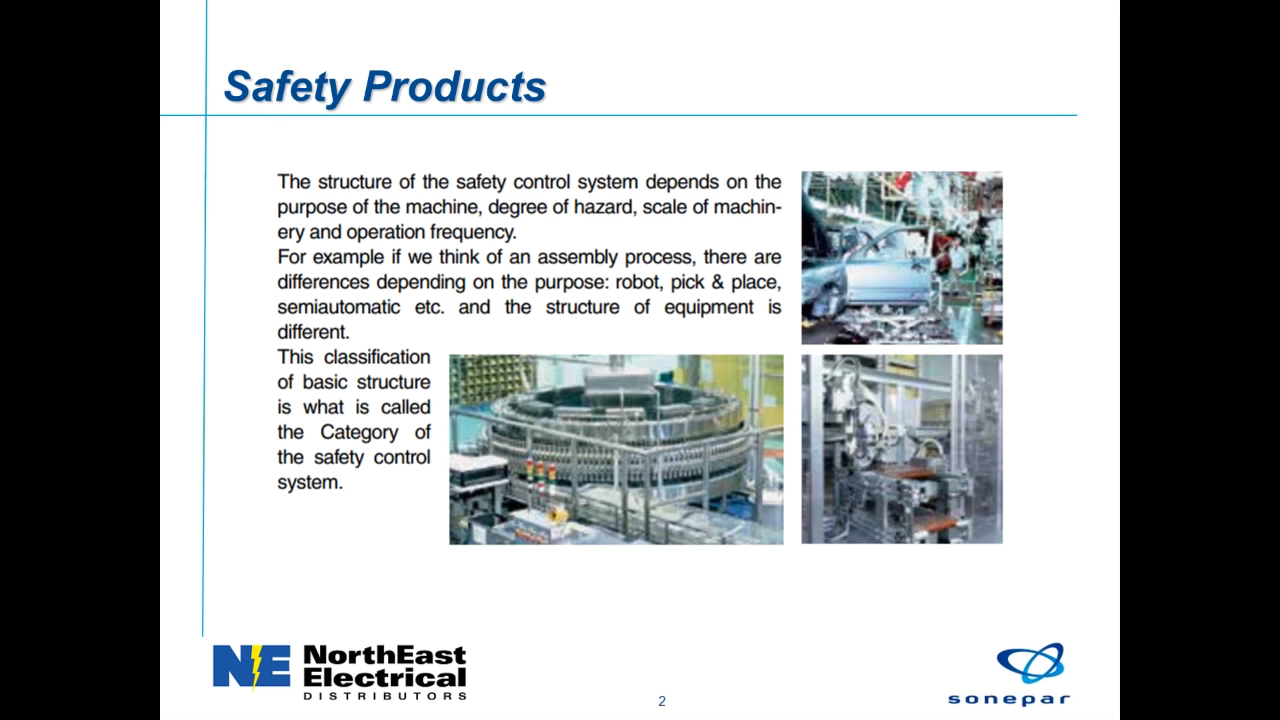 Safety Products
The structure of the safety control system depends on the
purpose of the machine, degree of hazard, scale of machin-
ery and operation frequency.
For example if we think of an assembly process, there are
differences depending on the purpose: robot, pick & place,
semiautomatic etc. and the structure of equipment is
different.
This classification
of basic structure
is what is called
the Category of
the safety control
system.
NE NorthEast
Electrical
DISTRIBUTORS
2
sonepar